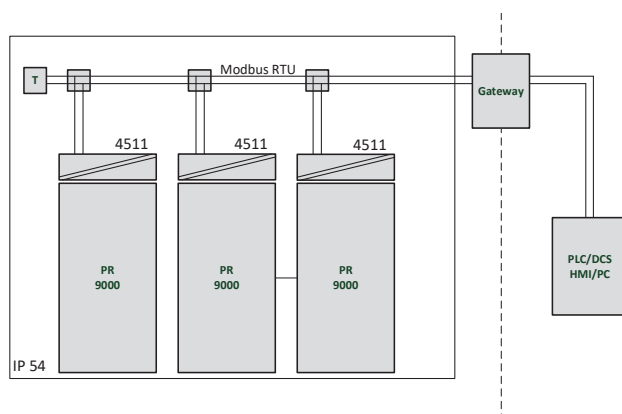 Modbus RTU
T
Gateway
4511
4511
4511
PR
9000
PR
9000
PR
9000
PLC/DCS
HMI/PC
IP 54